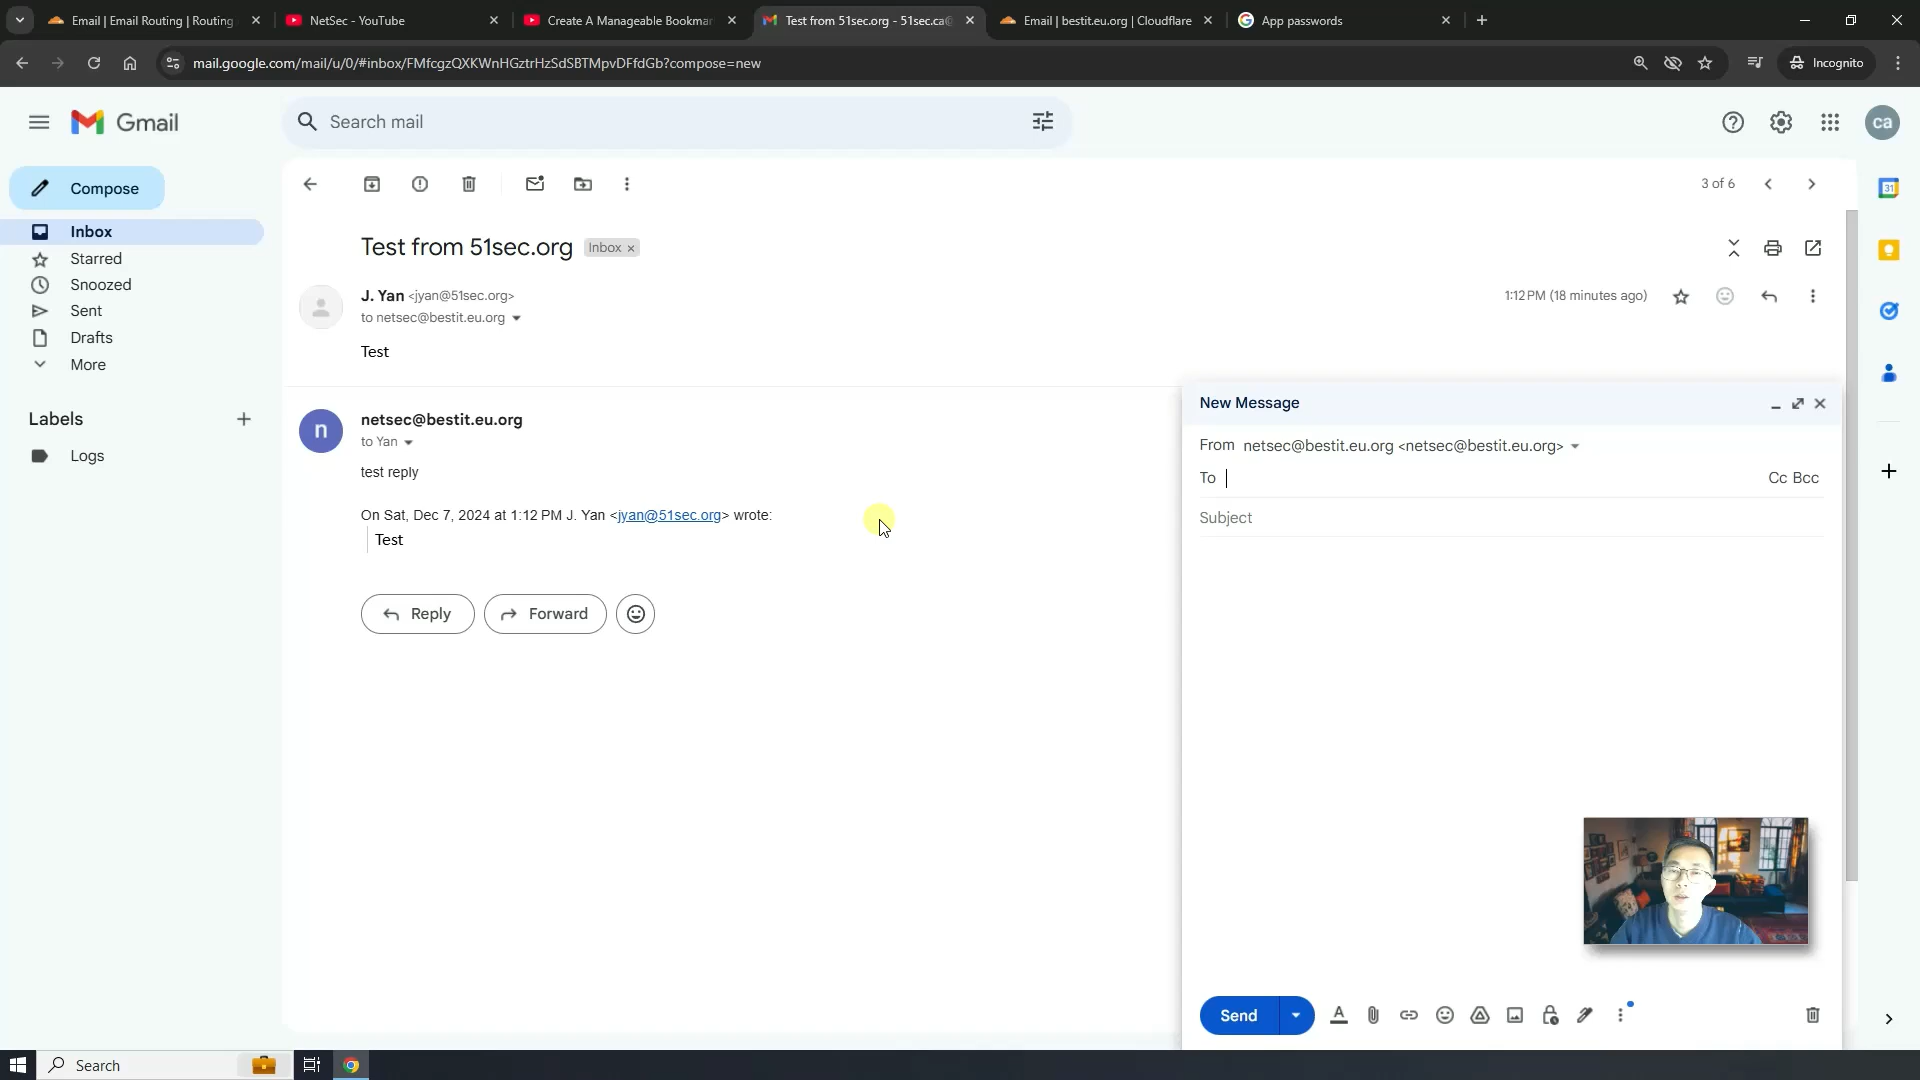 Email | Email Routing | Routing
NetSec - YouTube
Create A Manageable Bookmar
Test from 51sec.org - 51sec.ca@
Email | bestit.eu.org | Cloudflare
App passwords
mail.google.com/mail/u/0/#inbox/FMfcgzQXKWnHGztrHzSdSBTMpvDFfdGb?compose=new
Incognito
Gmail
Search mail
ca
Compose
3 of 6
31
Inbox
Starred
Snoozed
Sent
Drafts
More
Labels
Logs
Test from 51sec.org
Inbox
J. Yan <jyan@51sec.org>
1:12 PM (18 minutes ago)
to netsec@bestit.eu.org
Test
n
netsec@bestit.eu.org
to Yan
test reply
On Sat, Dec 7, 2024 at 1:12 PM J. Yan <jyan@51sec.org> wrote:
Test
Reply
Forward
New Message
From netsec@bestit.eu.org <netsec@bestit.eu.org>
To
Cc Bcc
Subject
Send
Search